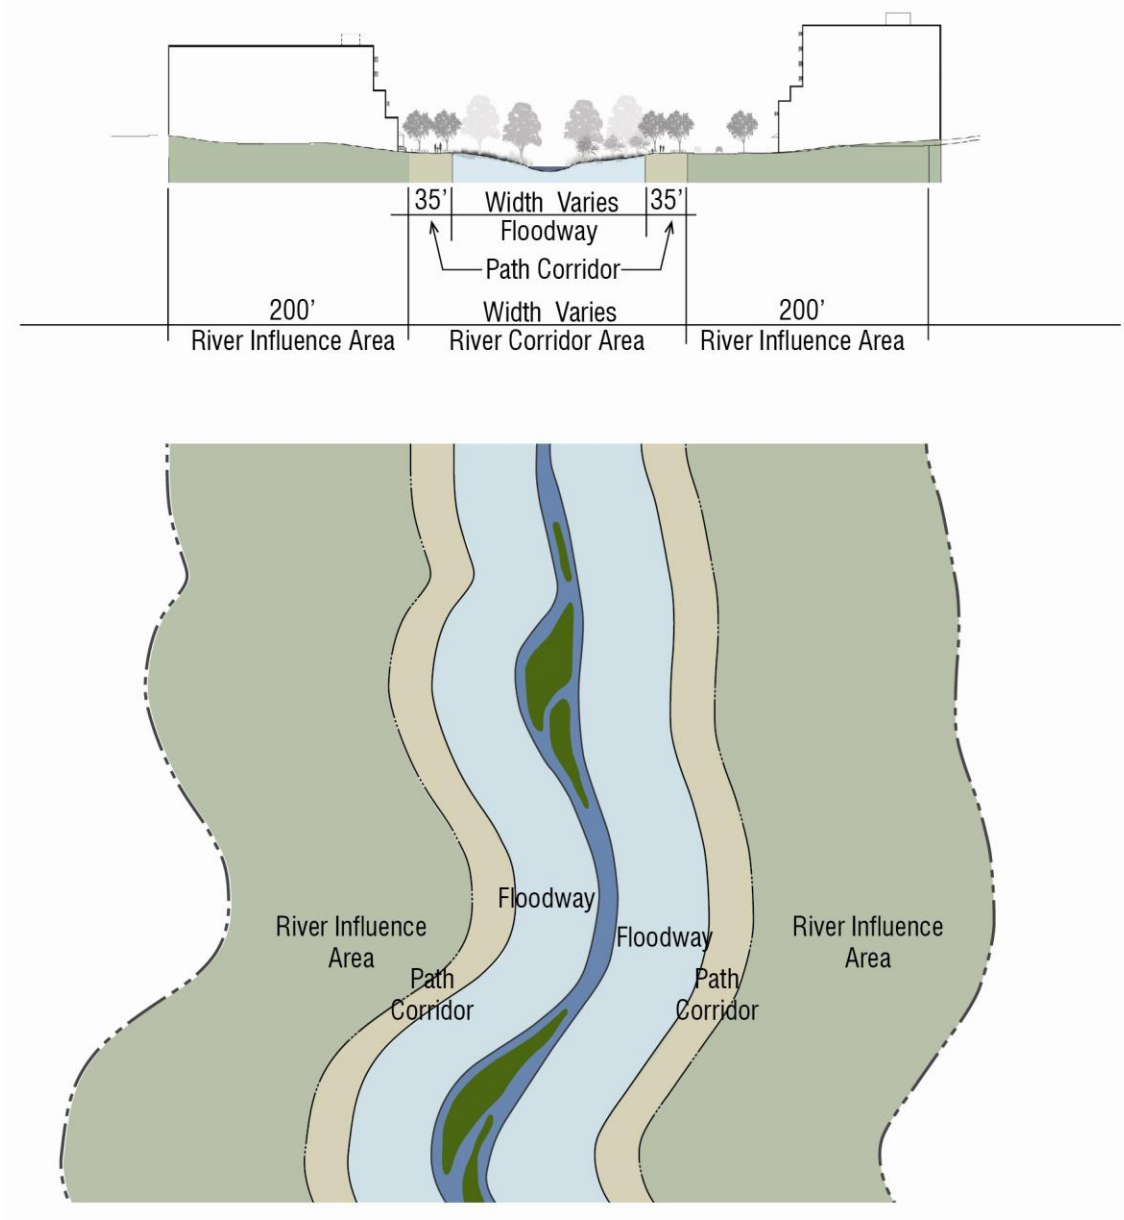 35’ Width Varies 35’
Floodway
Path Corridor
200’ Width Varies 200’
River Influence Area River Corridor Area River Influence Area
Floodway
Floodway
River Influence
Area
River Influence
Area
Path
Corridor
Path
Corridor